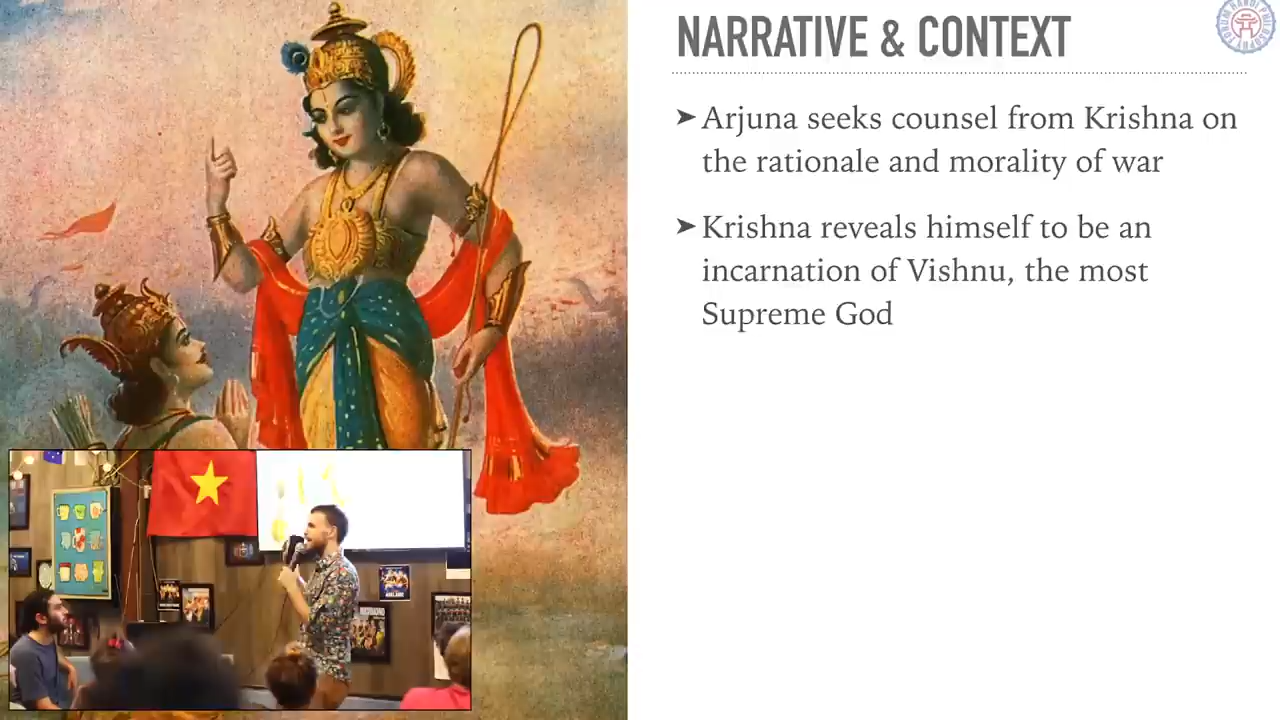 NARRATIVE & CONTEXT
➤ Arjuna seeks counsel from Krishna on
the rationale and morality of war
➤ Krishna reveals himself to be an
incarnation of Vishnu, the most
Supreme God